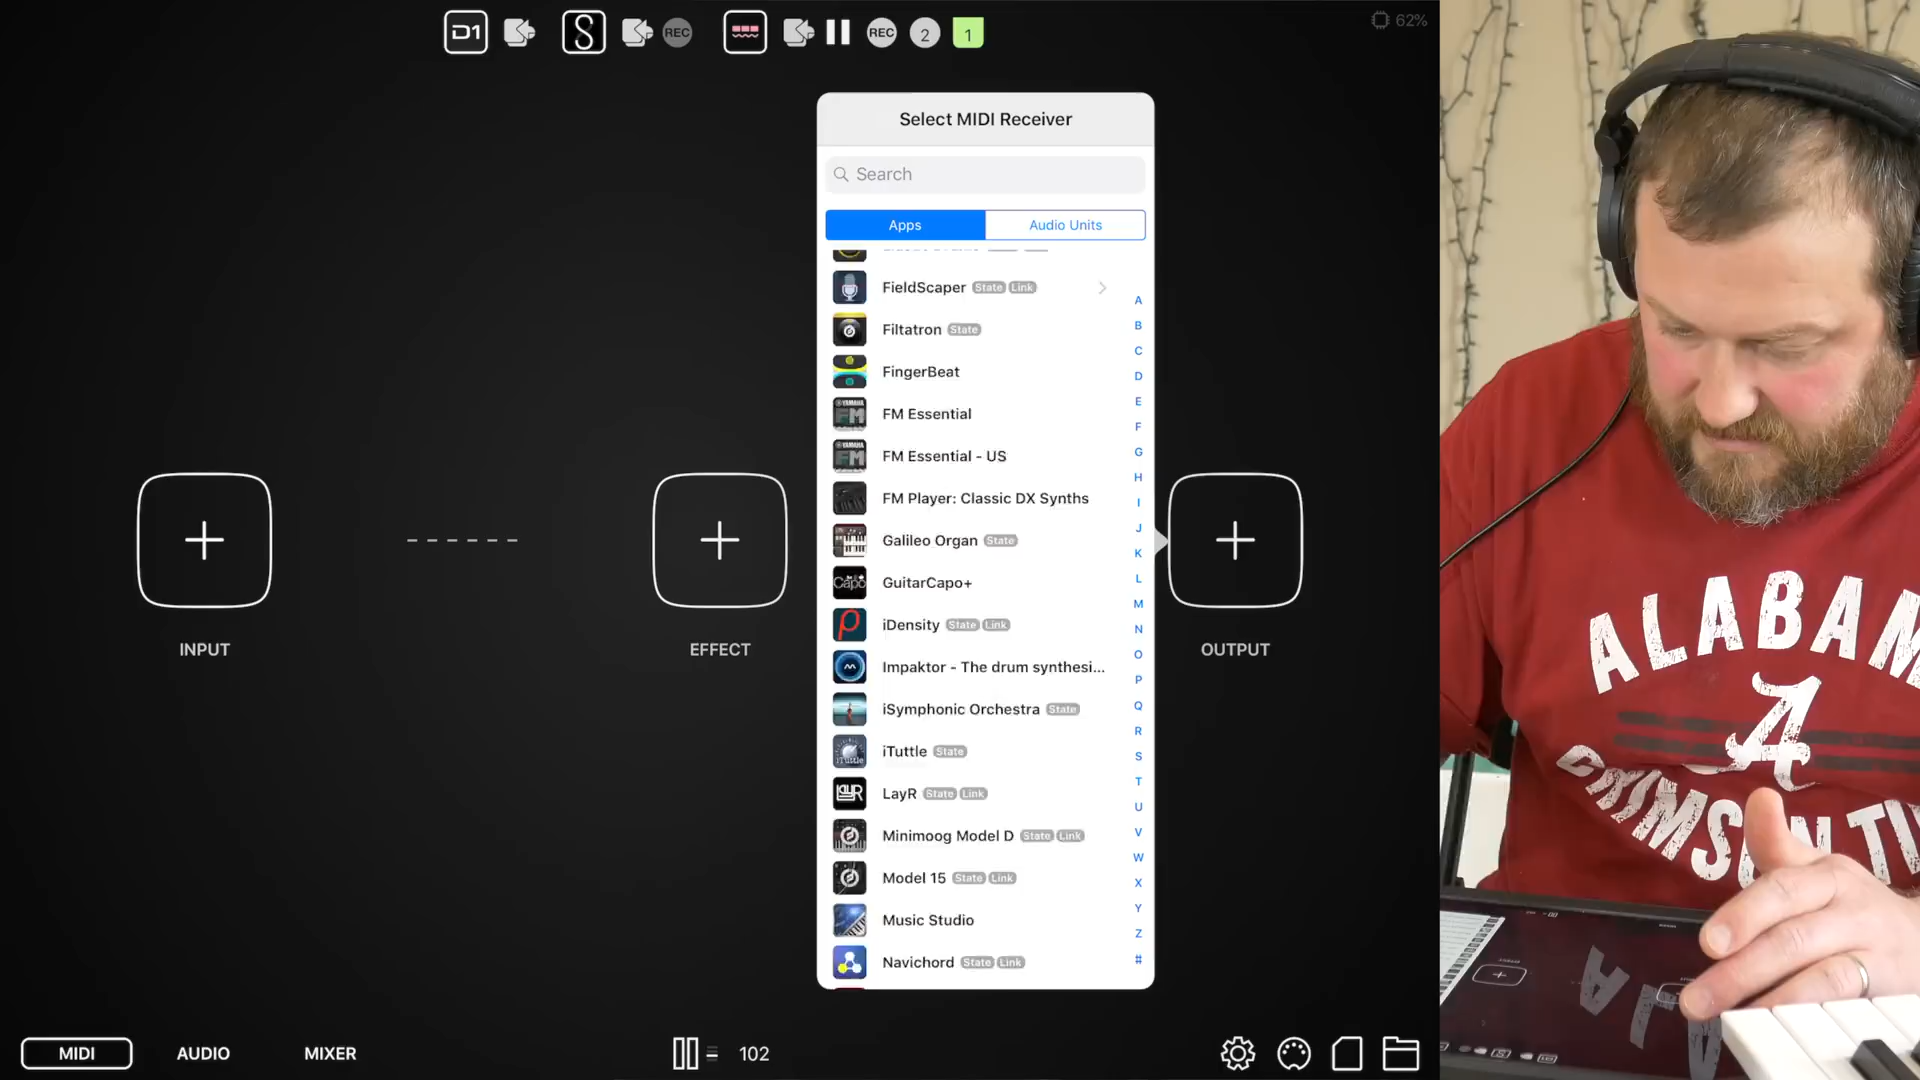 D1
REC
REC
2
1
62%
Select MIDI Receiver
Search
Apps
Audio Units
FieldScaper State Link
Filtatron State
FingerBeat
FM Essential
FM Essential - US
FM Player: Classic DX Synths
Galileo Organ State
GuitarCapo+
iDensity State Link
Impaktor - The drum synthesi...
iSymphonic Orchestra State
iTuttle State
LayR State Link
Minimoog Model D State Link
Model 15 State Link
Music Studio
Navichord State Link
A
B
C
D
E
F
G
H
I
J
K
L
M
N
O
P
Q
R
S
T
U
V
W
X
Y
Z
#
INPUT
EFFECT
OUTPUT
MIDI
AUDIO
MIXER
102
ALABAM
A
CRIMSON TI